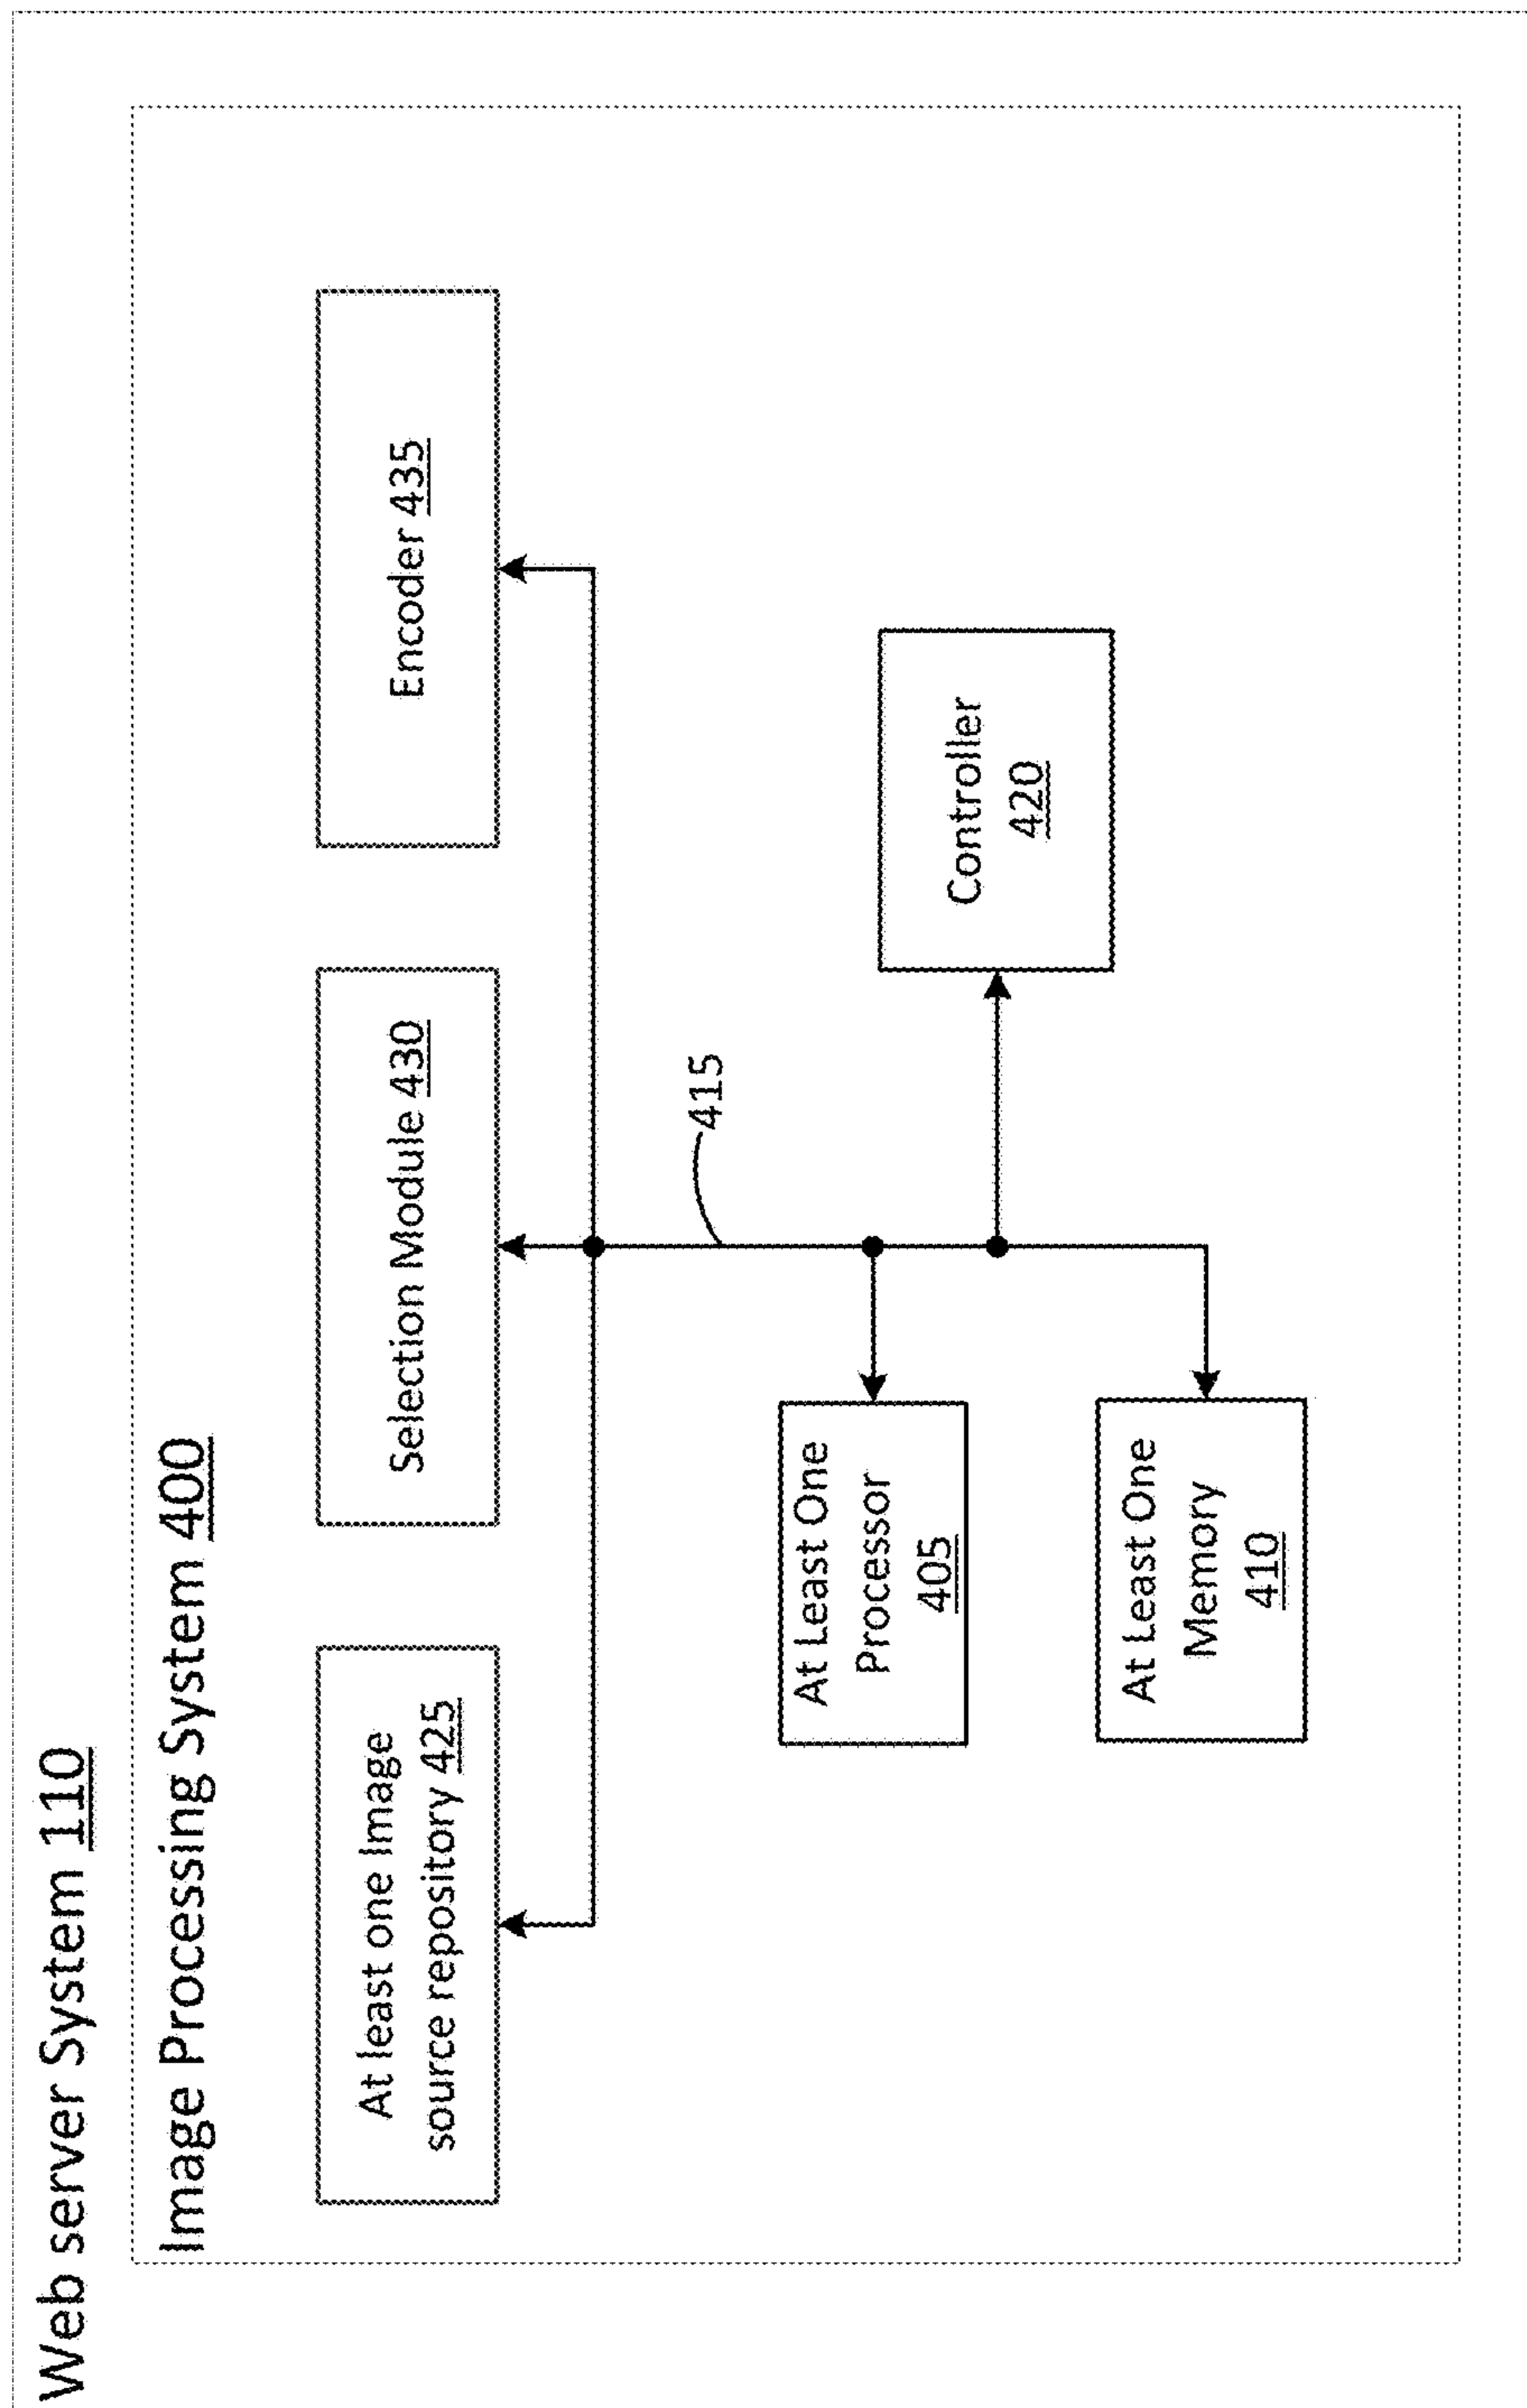 Web server System 110
Image Processing System 400
At least one Image
source repository 425
Selection Module 430
Encoder 435
415
At Least One
Processor
405
Controller
420
At Least One
Memory
410